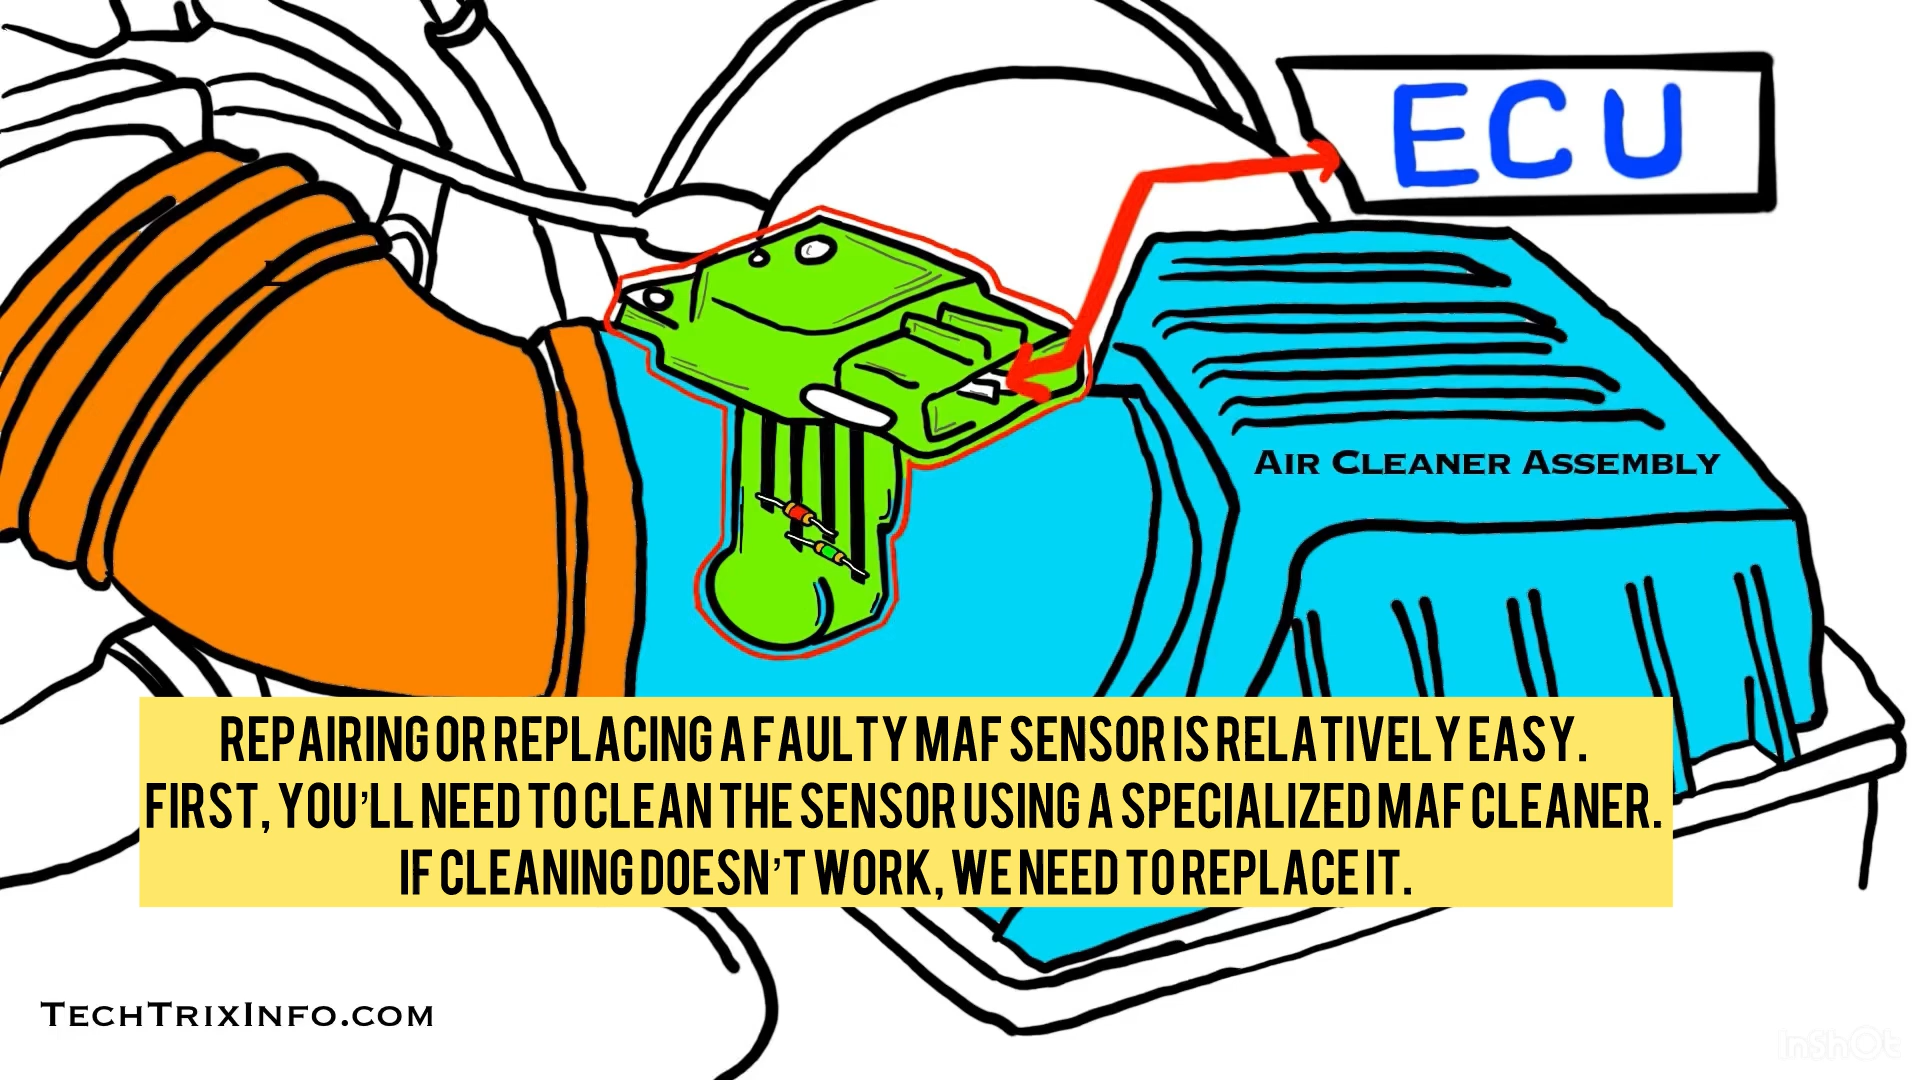 ECU
AIR CLEANER ASSEMBLY
REPAIRING OR REPLACING A FAULTY MAF SENSOR IS RELATIVELY EASY.
FIRST, YOU'LL NEED TO CLEAN THE SENSOR USING A SPECIALIZED MAF CLEANER.
IF CLEANING DOESN'T WORK, WE NEED TO REPLACE IT.
TECHTRIXINFO.COM
InShOt